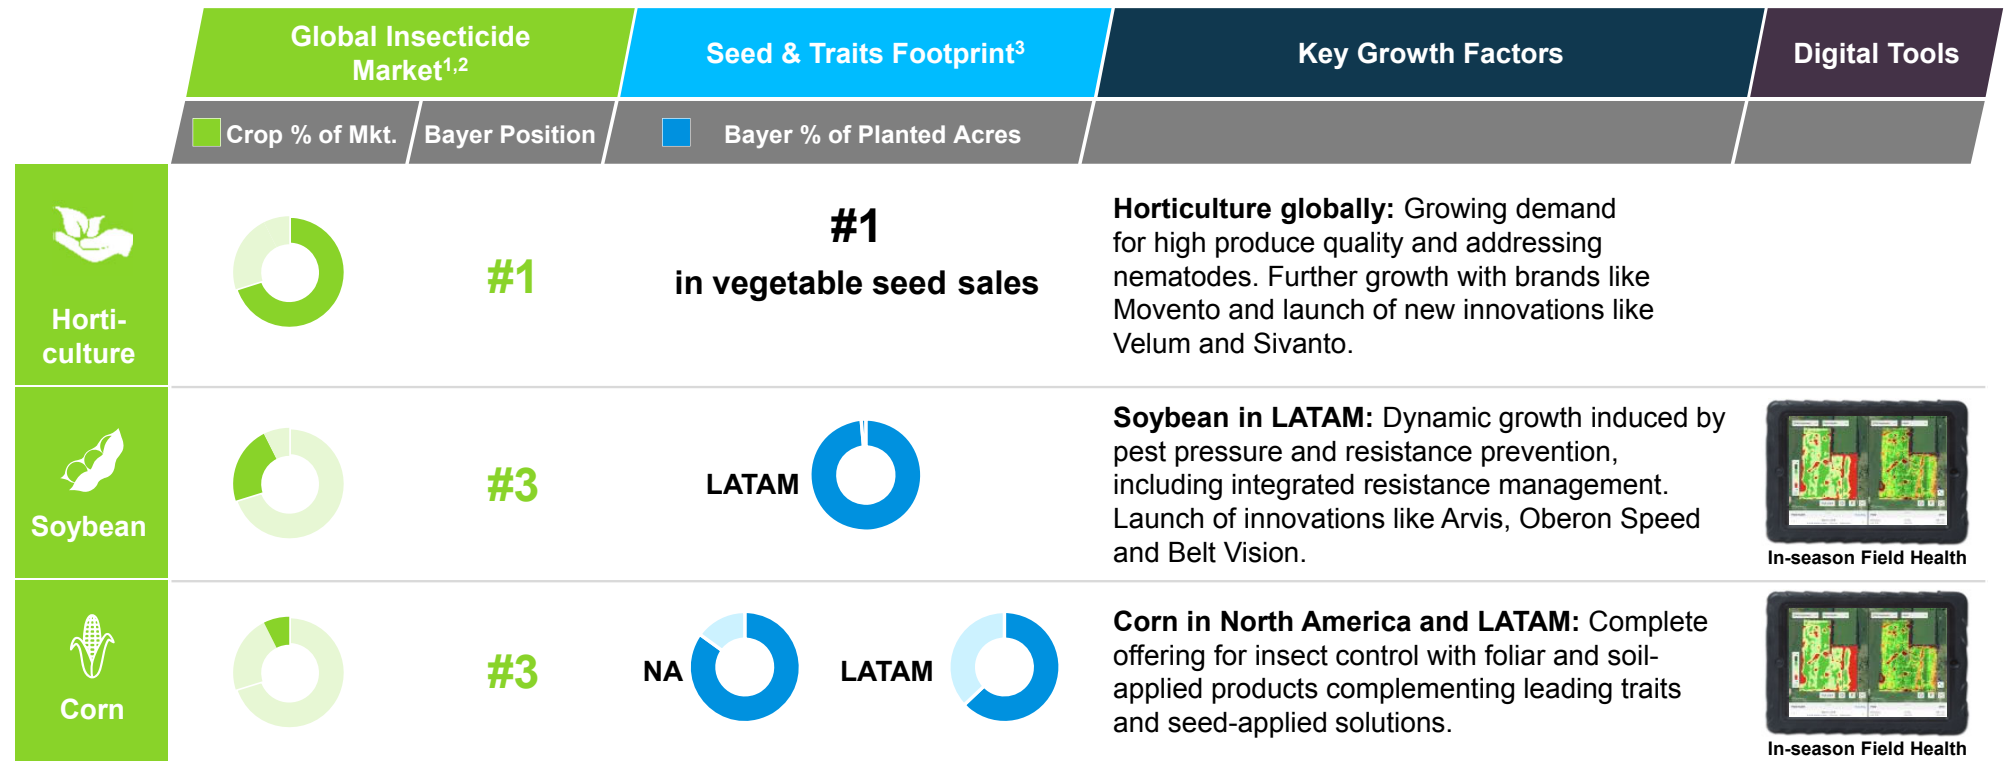 Global Insecticide
Market1,2
Seed & Traits Footprint3
Key Growth Factors
Digital Tools
Crop % of Mkt.
Bayer Position
Bayer % of Planted Acres
Horti-
culture
#1
#1
in vegetable seed sales
Horticulture globally: Growing demand
for high produce quality and addressing
nematodes. Further growth with brands like
Movento and launch of new innovations like
Velum and Sivanto.
Soybean
#3
LATAM
Soybean in LATAM: Dynamic growth induced by
pest pressure and resistance prevention,
including integrated resistance management.
Launch of innovations like Arvis, Oberon Speed
and Belt Vision.
In-season Field Health
Corn
#3
NA
LATAM
Corn in North America and LATAM: Complete
offering for insect control with foliar and soil-
applied products complementing leading traits
and seed-applied solutions.
In-season Field Health